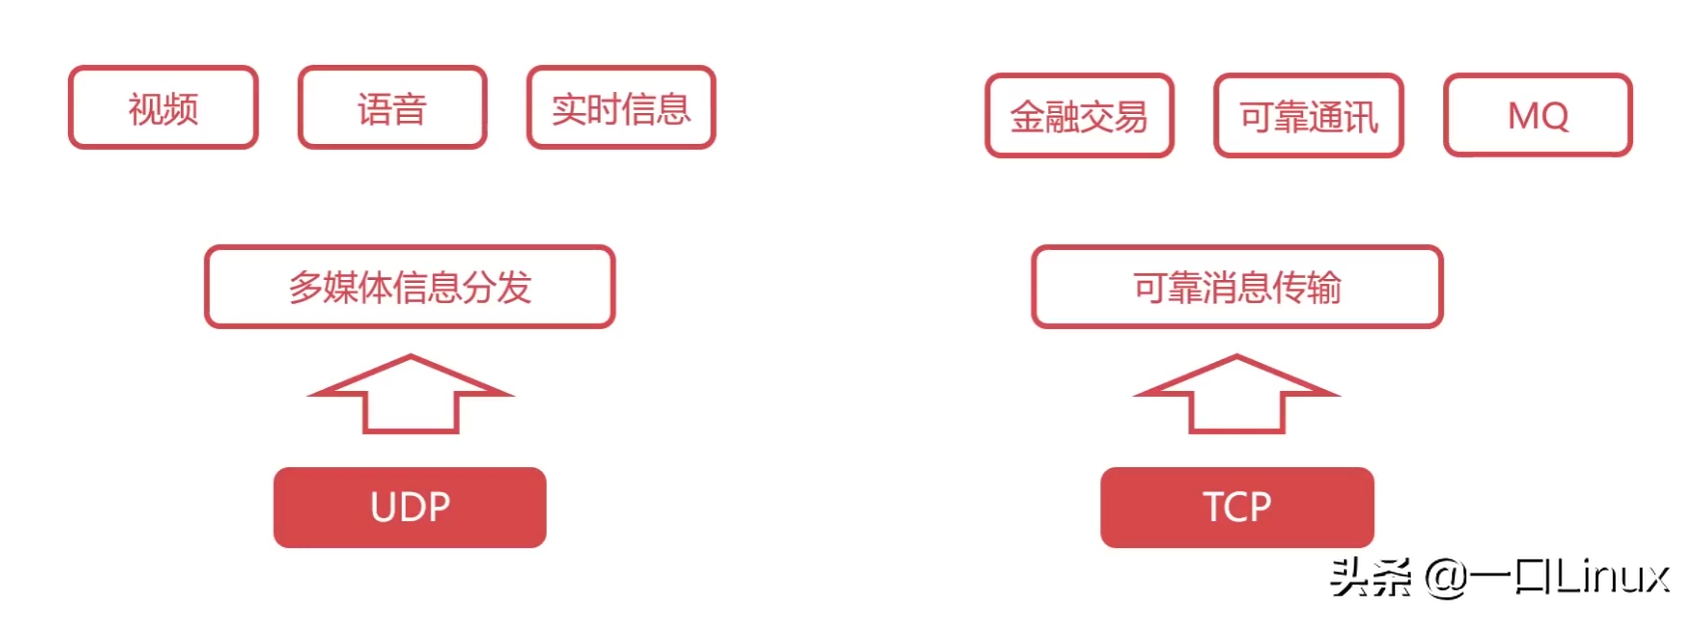 视频
语音
实时信息
金融交易
可靠通讯
MQ
多媒体信息分发
可靠消息传输
UDP
TCP
头条 @一口Linux